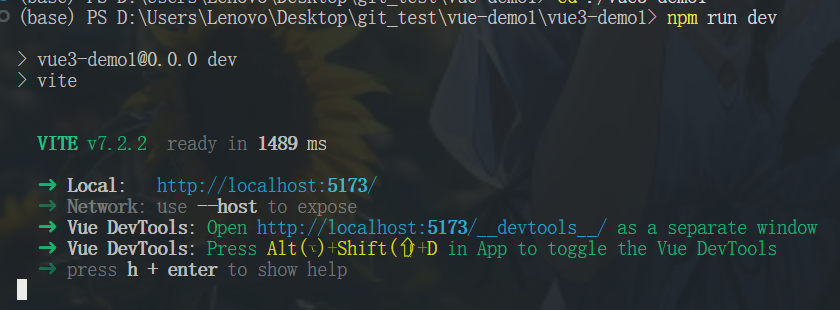 (base) PS D:\Users\Lenovo\Desktop\git_test\vue-demo1> cd ./vue3-demo1
(base) PS D:\Users\Lenovo\Desktop\git_test\vue-demo1\vue3-demo1> npm run dev
> vue3-demo1@0.0.0 dev
> vite
VITE v7.2.2 ready in 1489 ms
➜ Local: http://localhost:5173/
➜ Network: use --host to expose
➜ Vue DevTools: Open http://localhost:5173/__devtools__/ as a separate window
➜ Vue DevTools: Press Alt(⌥)+Shift(⇧)+D in App to toggle the Vue DevTools
➜ press h + enter to show help